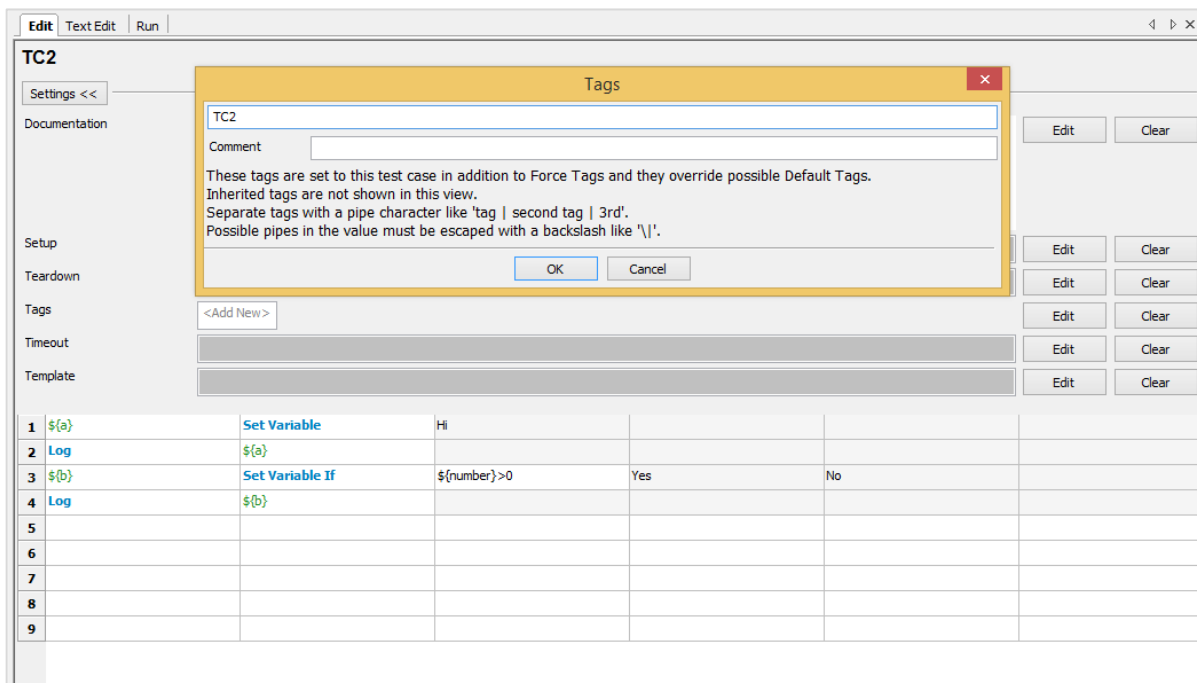 Edit Text Edit Run
TC2
Tags
Settings <<
TC2
Documentation Edit Clear
Comment
These tags are set to this test case in addition to Force Tags and they override possible Default Tags.
Inherited tags are not shown in this view.
Separate tags with a pipe character like 'tag | second tag | 3rd'.
Possible pipes in the value must be escaped with a backslash like '\|'.
Setup Edit Clear
OK Cancel
Teardown Edit Clear
Tags <Add New> Edit Clear
Timeout Edit Clear
Template Edit Clear
1 ${a} Set Variable Hi
2 Log ${a}
3 ${b} Set Variable If ${number}>0 Yes No
4 Log ${b}
5
6
7
8
9